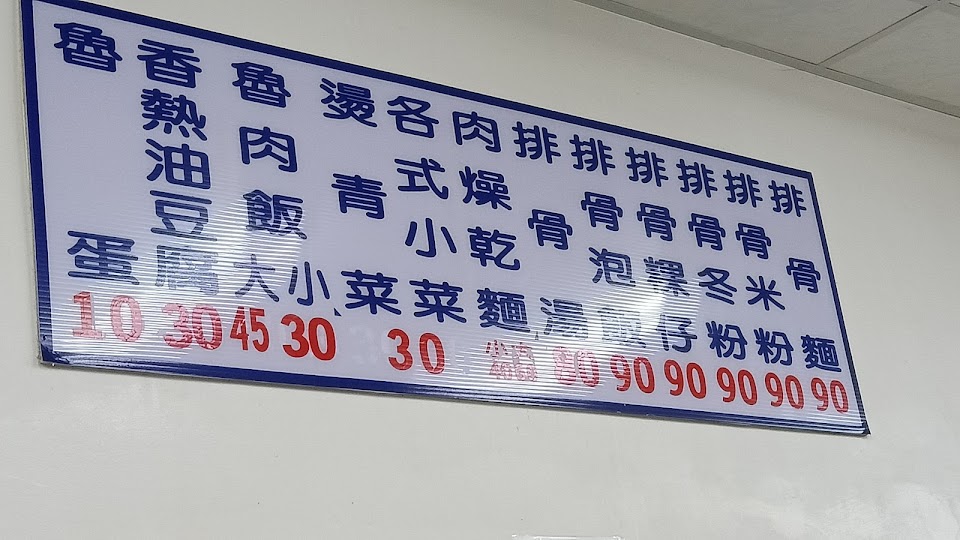 排骨麵 90
排骨米粉 90
排骨冬粉 90
排骨粿仔 90
排骨泡飯 90
排骨湯 80
肉燥乾麵
各式小菜
燙青菜 30
魯肉飯 小 30 大 45
香熱油豆腐 30
魯蛋 10